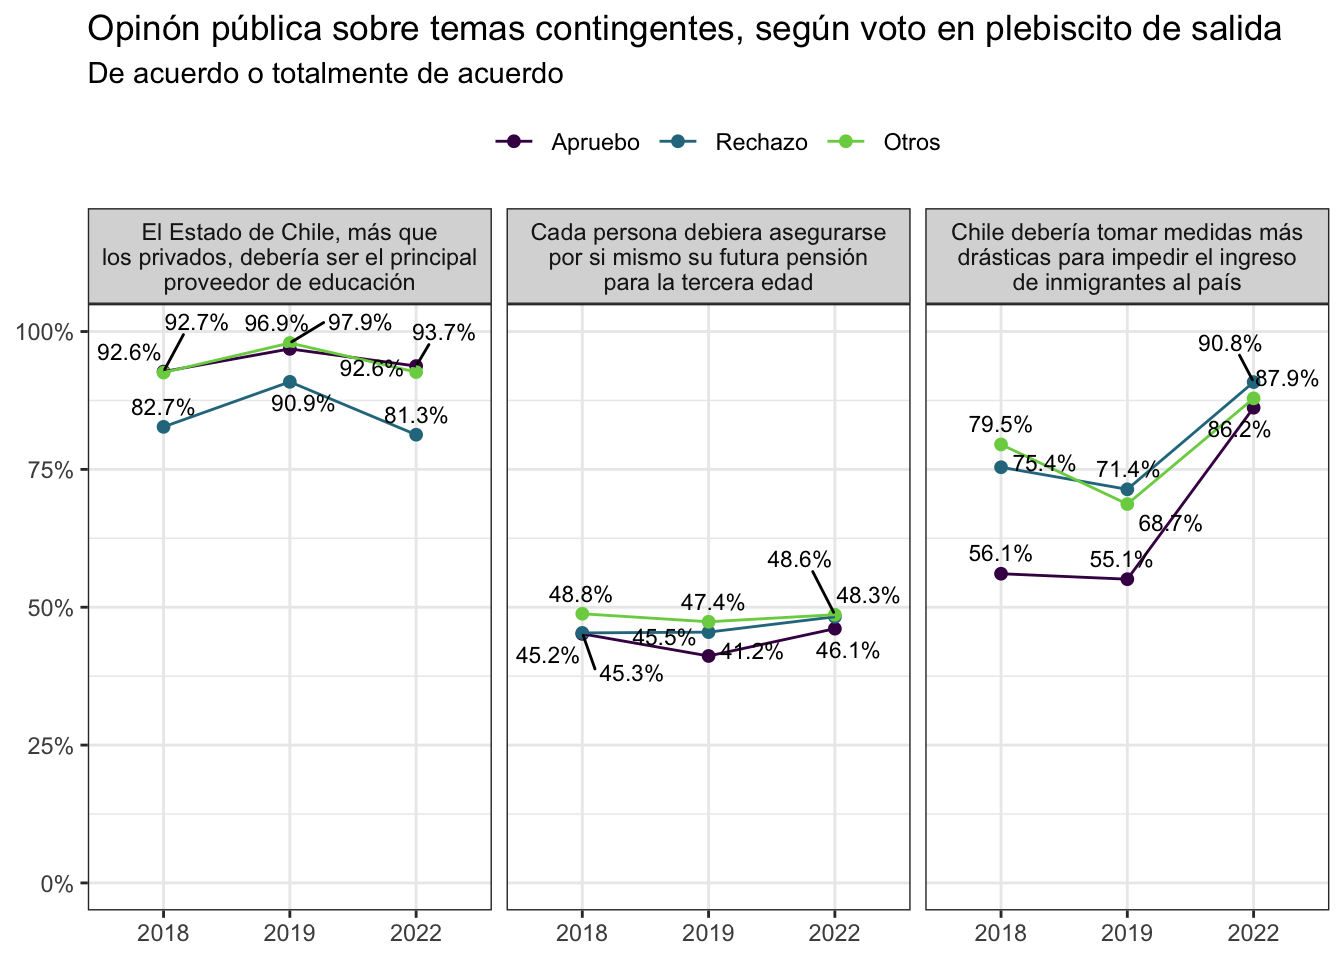 Opinón pública sobre temas contingentes, según voto en plebiscito de salida
De acuerdo o totalmente de acuerdo
Apruebo Rechazo Otros
El Estado de Chile, más que
los privados, debería ser el principal
proveedor de educación
Cada persona debiera asegurarse
por si mismo su futura pensión
para la tercera edad
Chile debería tomar medidas más
drásticas para impedir el ingreso
de inmigrantes al país
100%
75%
50%
25%
0%
92.6%
92.7%
96.9%
97.9%
93.7%
92.6%
82.7%
90.9%
81.3%
48.8%
47.4%
48.6%
48.3%
45.5%
41.2%
46.1%
45.2%
45.3%
90.8%
87.9%
86.2%
79.5%
75.4%
71.4%
68.7%
56.1%
55.1%
2018 2019 2022
2018 2019 2022
2018 2019 2022